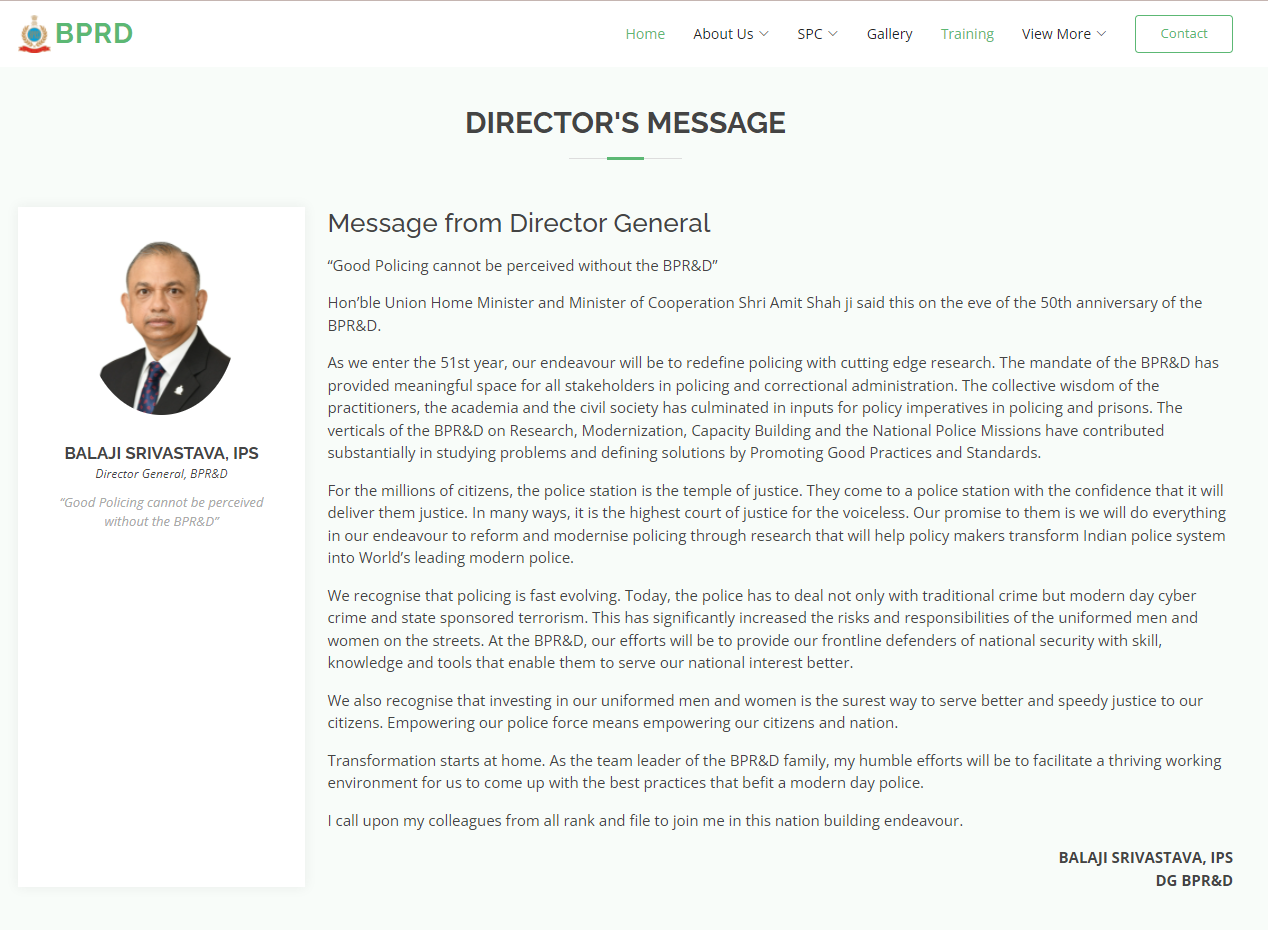 BPRD
Home About Us SPC Gallery Training View More Contact
DIRECTOR'S MESSAGE
BALAJI SRIVASTAVA, IPS
Director General, BPR&D
“Good Policing cannot be perceived
without the BPR&D”
Message from Director General
“Good Policing cannot be perceived without the BPR&D”
Hon’ble Union Home Minister and Minister of Cooperation Shri Amit Shah ji said this on the eve of the 50th anniversary of the
BPR&D.
As we enter the 51st year, our endeavour will be to redefine policing with cutting edge research. The mandate of the BPR&D has
provided meaningful space for all stakeholders in policing and correctional administration. The collective wisdom of the
practitioners, the academia and the civil society has culminated in inputs for policy imperatives in policing and prisons. The
verticals of the BPR&D on Research, Modernization, Capacity Building and the National Police Missions have contributed
substantially in studying problems and defining solutions by Promoting Good Practices and Standards.
For the millions of citizens, the police station is the temple of justice. They come to a police station with the confidence that it will
deliver them justice. In many ways, it is the highest court of justice for the voiceless. Our promise to them is we will do everything
in our endeavour to reform and modernise policing through research that will help policy makers transform Indian police system
into World’s leading modern police.
We recognise that policing is fast evolving. Today, the police has to deal not only with traditional crime but modern day cyber
crime and state sponsored terrorism. This has significantly increased the risks and responsibilities of the uniformed men and
women on the streets. At the BPR&D, our efforts will be to provide our frontline defenders of national security with skill,
knowledge and tools that enable them to serve our national interest better.
We also recognise that investing in our uniformed men and women is the surest way to serve better and speedy justice to our
citizens. Empowering our police force means empowering our citizens and nation.
Transformation starts at home. As the team leader of the BPR&D family, my humble efforts will be to facilitate a thriving working
environment for us to come up with the best practices that befit a modern day police.
I call upon my colleagues from all rank and file to join me in this nation building endeavour.
BALAJI SRIVASTAVA, IPS
DG BPR&D